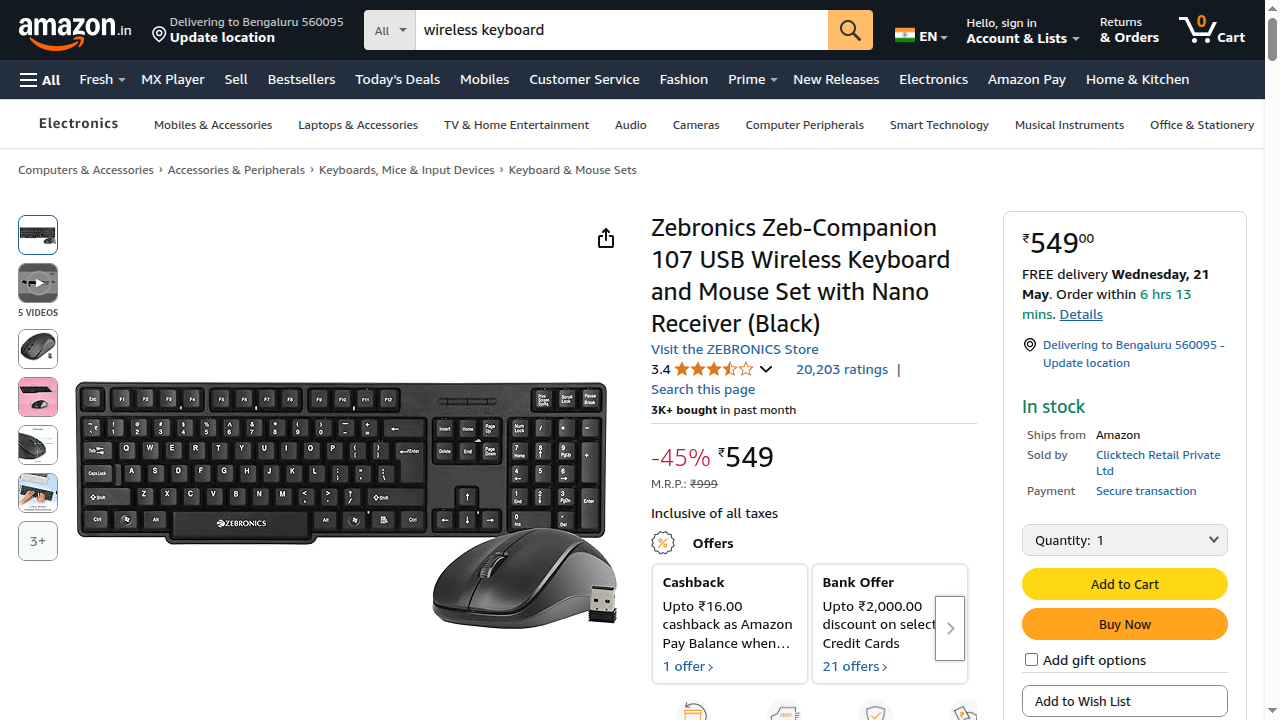 amazon.in
Delivering to Bengaluru 560095
Update location
All
wireless keyboard
EN
Hello, sign in
Account & Lists
Returns
& Orders
0
Cart
All
Fresh
MX Player
Sell
Bestsellers
Today's Deals
Mobiles
Customer Service
Fashion
Prime
New Releases
Electronics
Amazon Pay
Home & Kitchen
Electronics
Mobiles & Accessories
Laptops & Accessories
TV & Home Entertainment
Audio
Cameras
Computer Peripherals
Smart Technology
Musical Instruments
Office & Stationery
Computers & Accessories › Accessories & Peripherals › Keyboards, Mice & Input Devices › Keyboard & Mouse Sets
5 VIDEOS
3+
ZEBRONICS
Zebronics Zeb-Companion
107 USB Wireless Keyboard
and Mouse Set with Nano
Receiver (Black)
Visit the ZEBRONICS Store
3.4
20,203 ratings |
Search this page
3K+ bought in past month
-45% ₹549
M.R.P.: ₹999
Inclusive of all taxes
Offers
Cashback
Upto ₹16.00
cashback as Amazon
Pay Balance when…
1 offer ›
Bank Offer
Upto ₹2,000.00
discount on select
Credit Cards
21 offers ›
₹54900
FREE delivery Wednesday, 21
May. Order within 6 hrs 13
mins. Details
Delivering to Bengaluru 560095 -
Update location
In stock
Ships from Amazon
Sold by Clicktech Retail Private
Ltd
Payment Secure transaction
Quantity: 1
Add to Cart
Buy Now
Add gift options
Add to Wish List